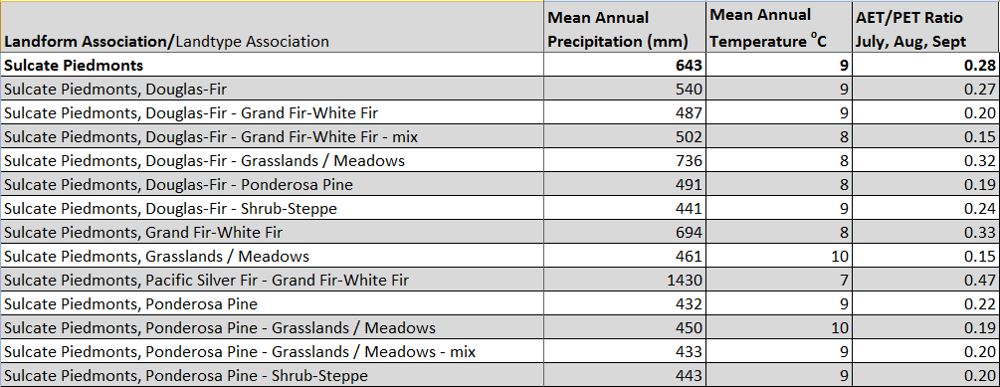 Landform Association/Landtype Association Mean Annual Precipitation (mm) Mean Annual Temperature °C AET/PET Ratio July, Aug, Sept
Sulcate Piedmonts 643 9 0.28
Sulcate Piedmonts, Douglas-Fir 540 9 0.27
Sulcate Piedmonts, Douglas-Fir - Grand Fir-White Fir 487 9 0.20
Sulcate Piedmonts, Douglas-Fir - Grand Fir-White Fir - mix 502 8 0.15
Sulcate Piedmonts, Douglas-Fir - Grasslands / Meadows 736 8 0.32
Sulcate Piedmonts, Douglas-Fir - Ponderosa Pine 491 8 0.19
Sulcate Piedmonts, Douglas-Fir - Shrub-Steppe 441 9 0.24
Sulcate Piedmonts, Grand Fir-White Fir 694 8 0.33
Sulcate Piedmonts, Grasslands / Meadows 461 10 0.15
Sulcate Piedmonts, Pacific Silver Fir - Grand Fir-White Fir 1430 7 0.47
Sulcate Piedmonts, Ponderosa Pine 432 9 0.22
Sulcate Piedmonts, Ponderosa Pine - Grasslands / Meadows 450 10 0.19
Sulcate Piedmonts, Ponderosa Pine - Grasslands / Meadows - mix 433 9 0.20
Sulcate Piedmonts, Ponderosa Pine - Shrub-Steppe 443 9 0.20